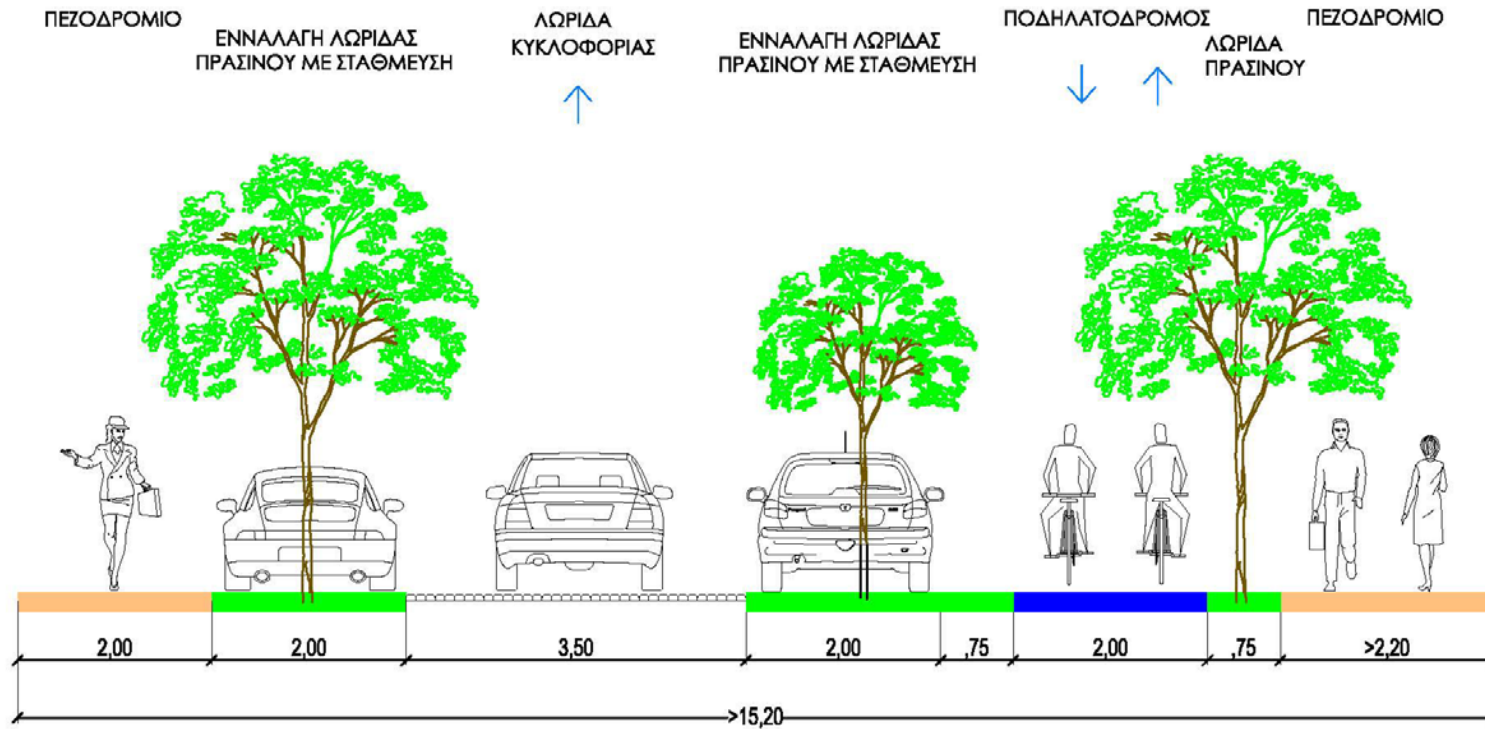 ΠΕΖΟΔΡΟΜΙΟ
ΕΝΝΑΛΑΓΗ ΛΩΡΙΔΑΣ
ΠΡΑΣΙΝΟΥ ΜΕ ΣΤΑΘΜΕΥΣΗ
ΛΩΡΙΔΑ
ΚΥΚΛΟΦΟΡΙΑΣ
ΕΝΝΑΛΑΓΗ ΛΩΡΙΔΑΣ
ΠΡΑΣΙΝΟΥ ΜΕ ΣΤΑΘΜΕΥΣΗ
ΠΟΔΗΛΑΤΟΔΡΟΜΟΣ
ΛΩΡΙΔΑ
ΠΡΑΣΙΝΟΥ
ΠΕΖΟΔΡΟΜΙΟ
2,00 2,00 3,50 2,00 ,75 2,00 ,75 >2,20
>15,20